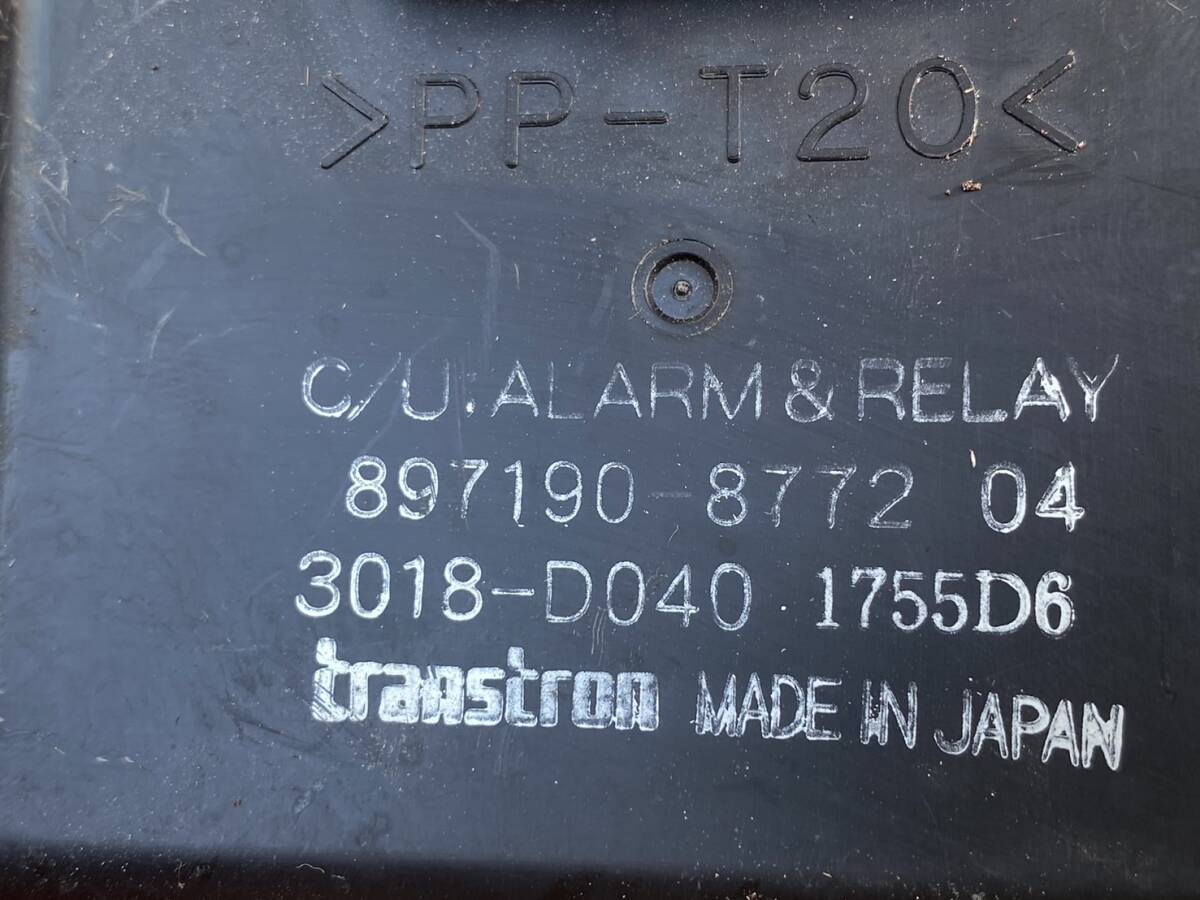 >PP-T20<
C/U.ALARM & RELAY
897190-8772 04
3018-D040 1755D6
transtron MADE IN JAPAN